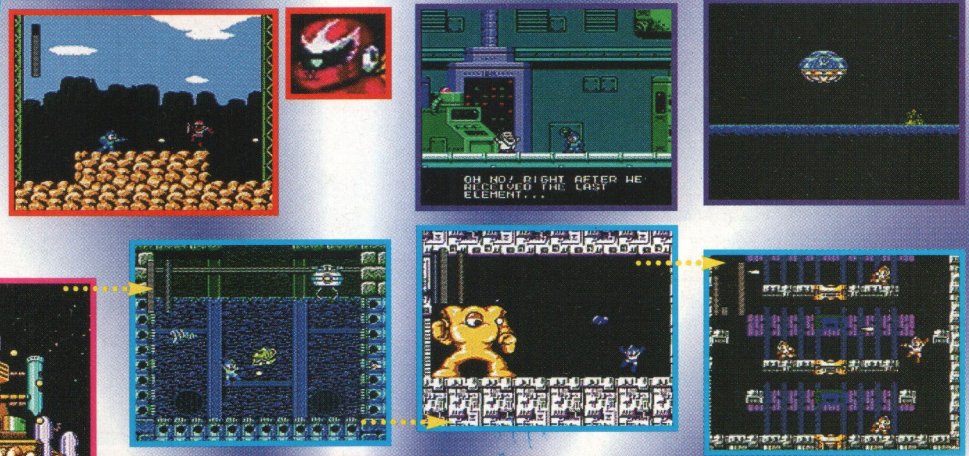 OH NO! RIGHT AFTER WE
RECEIVED THE LAST
ELEMENT...